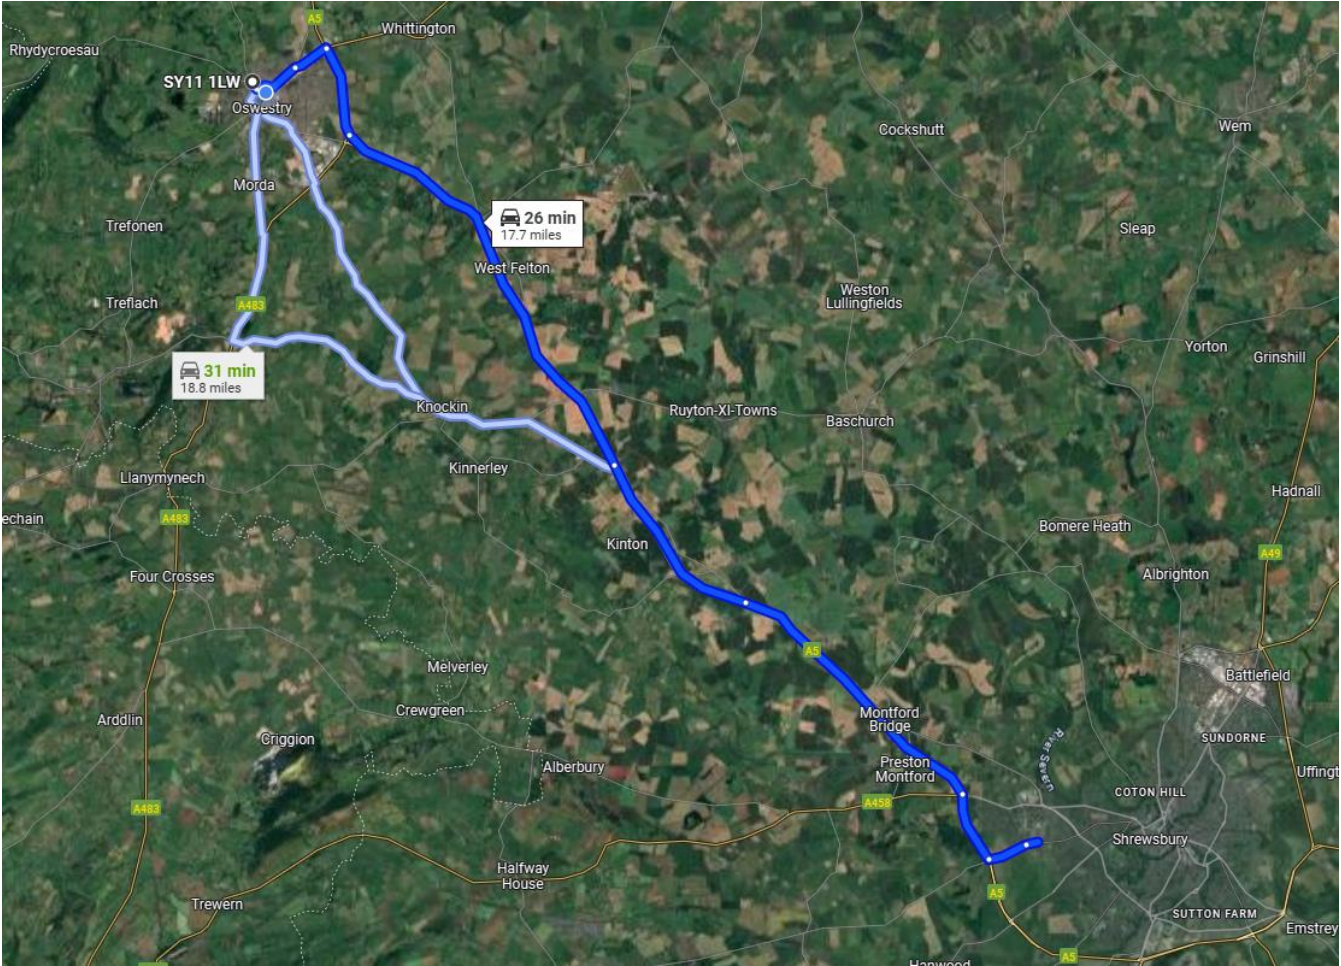 A5
Whittington
Rhydycroesau
SY11 1LW
Oswestry
Cockshutt
Wem
Morda
Trefonen
26 min
17.7 miles
Sleap
West Felton
Treflach
A483
Weston
Lullingfields
Yorton
Grinshill
31 min
18.8 miles
Knockin
Ruyton-XI-Towns
Baschurch
Kinnerley
Llanymynech
Hadnall
echain
A483
Bomere Heath
Kinton
A49
Four Crosses
Albrighton
A5
Melverley
Battlefield
Crewgreen
Montford
Bridge
Arddlin
Criggion
SUNDORNE
River Severn
Preston
Montford
Alberbury
Uffingt
COTON HILL
A483
A458
Shrewsbury
Halfway
House
A5
Trewern
SUTTON FARM
Emstrey
A5
Hanwood